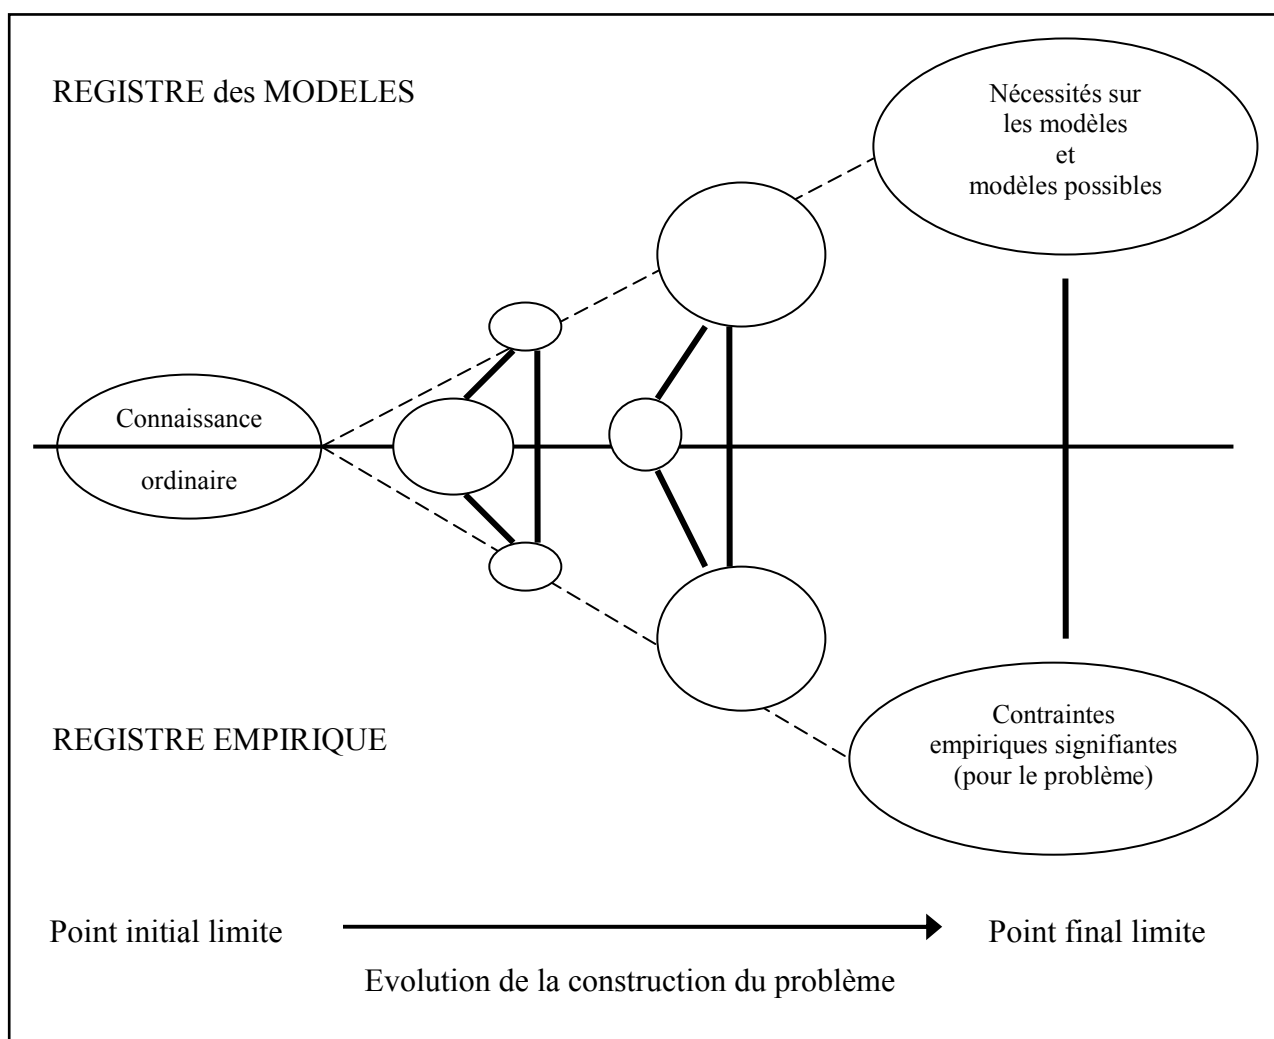 REGISTRE des MODELES
Nécessités sur
les modèles
et
modèles possibles
Connaissance
ordinaire
REGISTRE EMPIRIQUE
Contraintes
empiriques signifiantes
(pour le problème)
Point initial limite
Point final limite
Evolution de la construction du problème